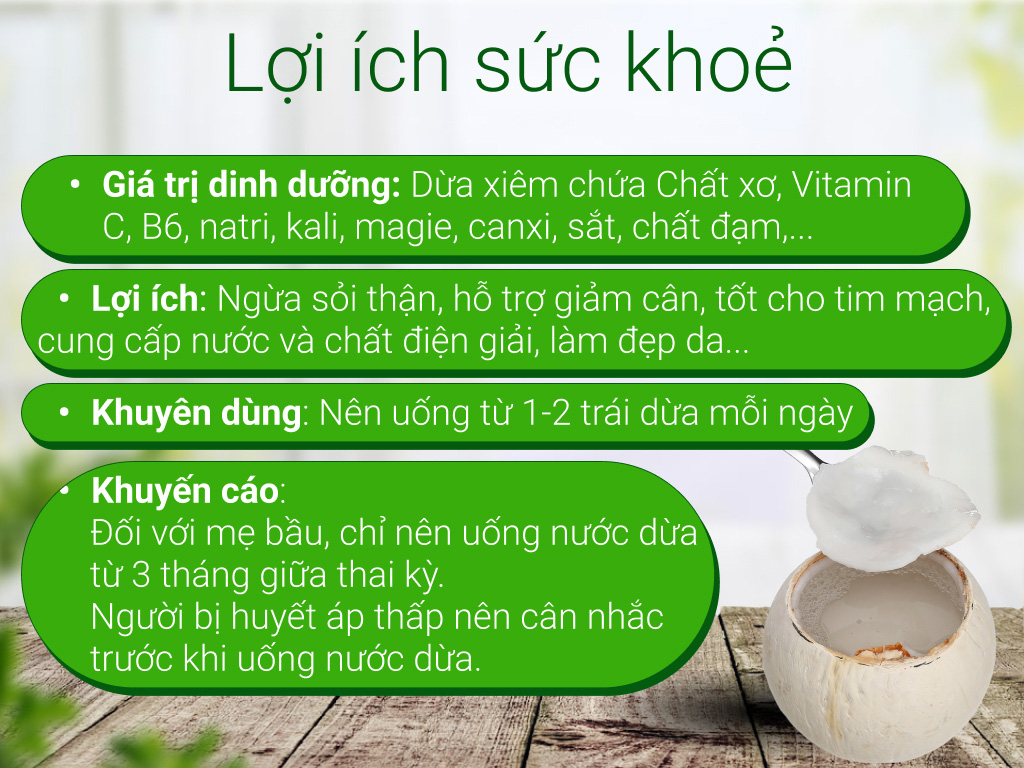 Lợi ích sức khoẻ
• Giá trị dinh dưỡng: Dừa xiêm chứa Chất xơ, Vitamin
C, B6, natri, kali, magie, canxi, sắt, chất đạm,...
• Lợi ích: Ngừa sỏi thận, hỗ trợ giảm cân, tốt cho tim mạch,
cung cấp nước và chất điện giải, làm đẹp da...
• Khuyên dùng: Nên uống từ 1-2 trái dừa mỗi ngày
• Khuyến cáo:
Đối với mẹ bầu, chỉ nên uống nước dừa
từ 3 tháng giữa thai kỳ.
Người bị huyết áp thấp nên cân nhắc
trước khi uống nước dừa.